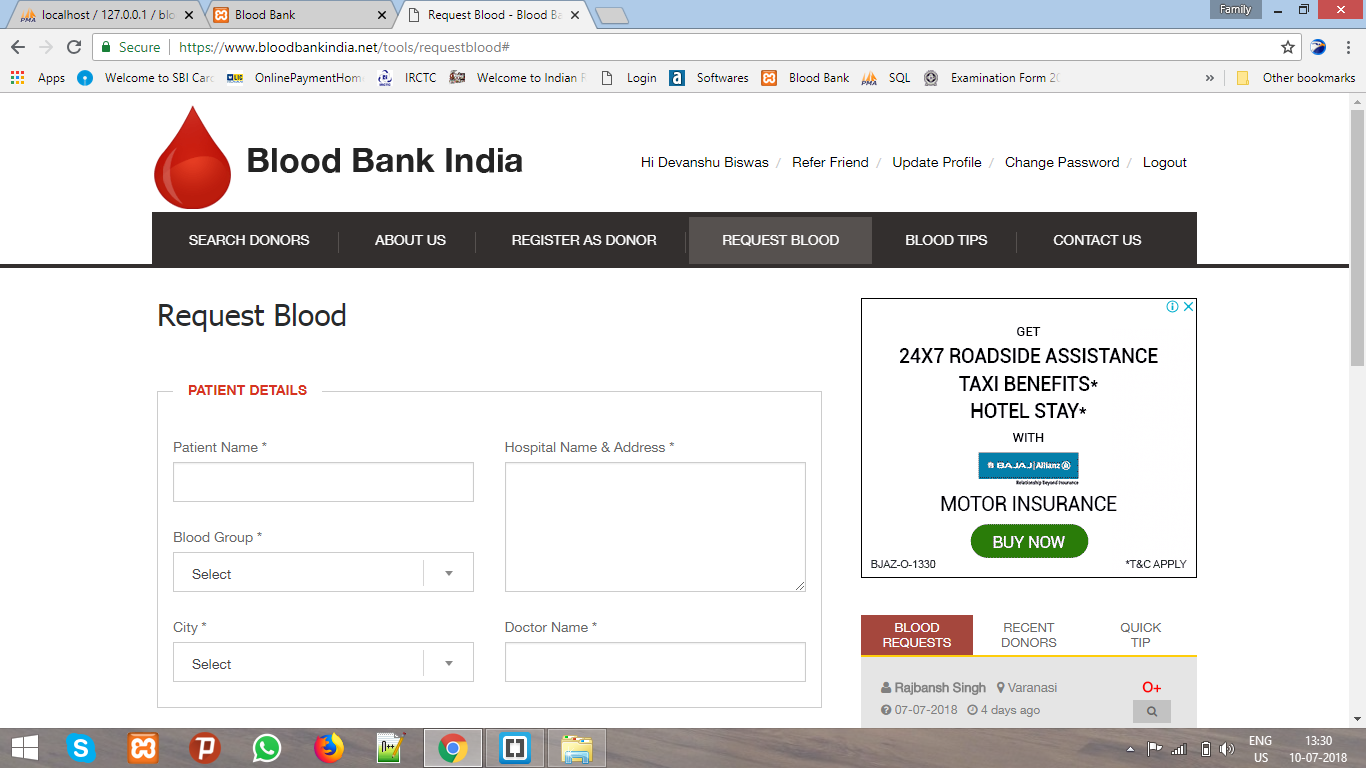 localhost / 127.0.0.1 / blo
Blood Bank
Request Blood - Blood Ba
Family
Secure
https://www.bloodbankindia.net/tools/requestblood#
Apps
Welcome to SBI Card
OnlinePaymentHom
IRCTC
Welcome to Indian R
Login
Softwares
Blood Bank
SQL
Examination Form 20
»
Other bookmarks
Blood Bank India
Hi Devanshu Biswas / Refer Friend / Update Profile / Change Password / Logout
SEARCH DONORS
ABOUT US
REGISTER AS DONOR
REQUEST BLOOD
BLOOD TIPS
CONTACT US
Request Blood
PATIENT DETAILS
Patient Name *
Hospital Name & Address *
Blood Group *
Select
City *
Select
Doctor Name *
GET
24X7 ROADSIDE ASSISTANCE
TAXI BENEFITS*
HOTEL STAY*
WITH
BAJAJ | Allianz
Relationship Beyond Insurance
MOTOR INSURANCE
BUY NOW
BJAZ-O-1330
*T&C APPLY
BLOOD
REQUESTS
RECENT
DONORS
QUICK
TIP
Rajbansh Singh
Varanasi
O+
07-07-2018
4 days ago
ENG
US
13:30
10-07-2018